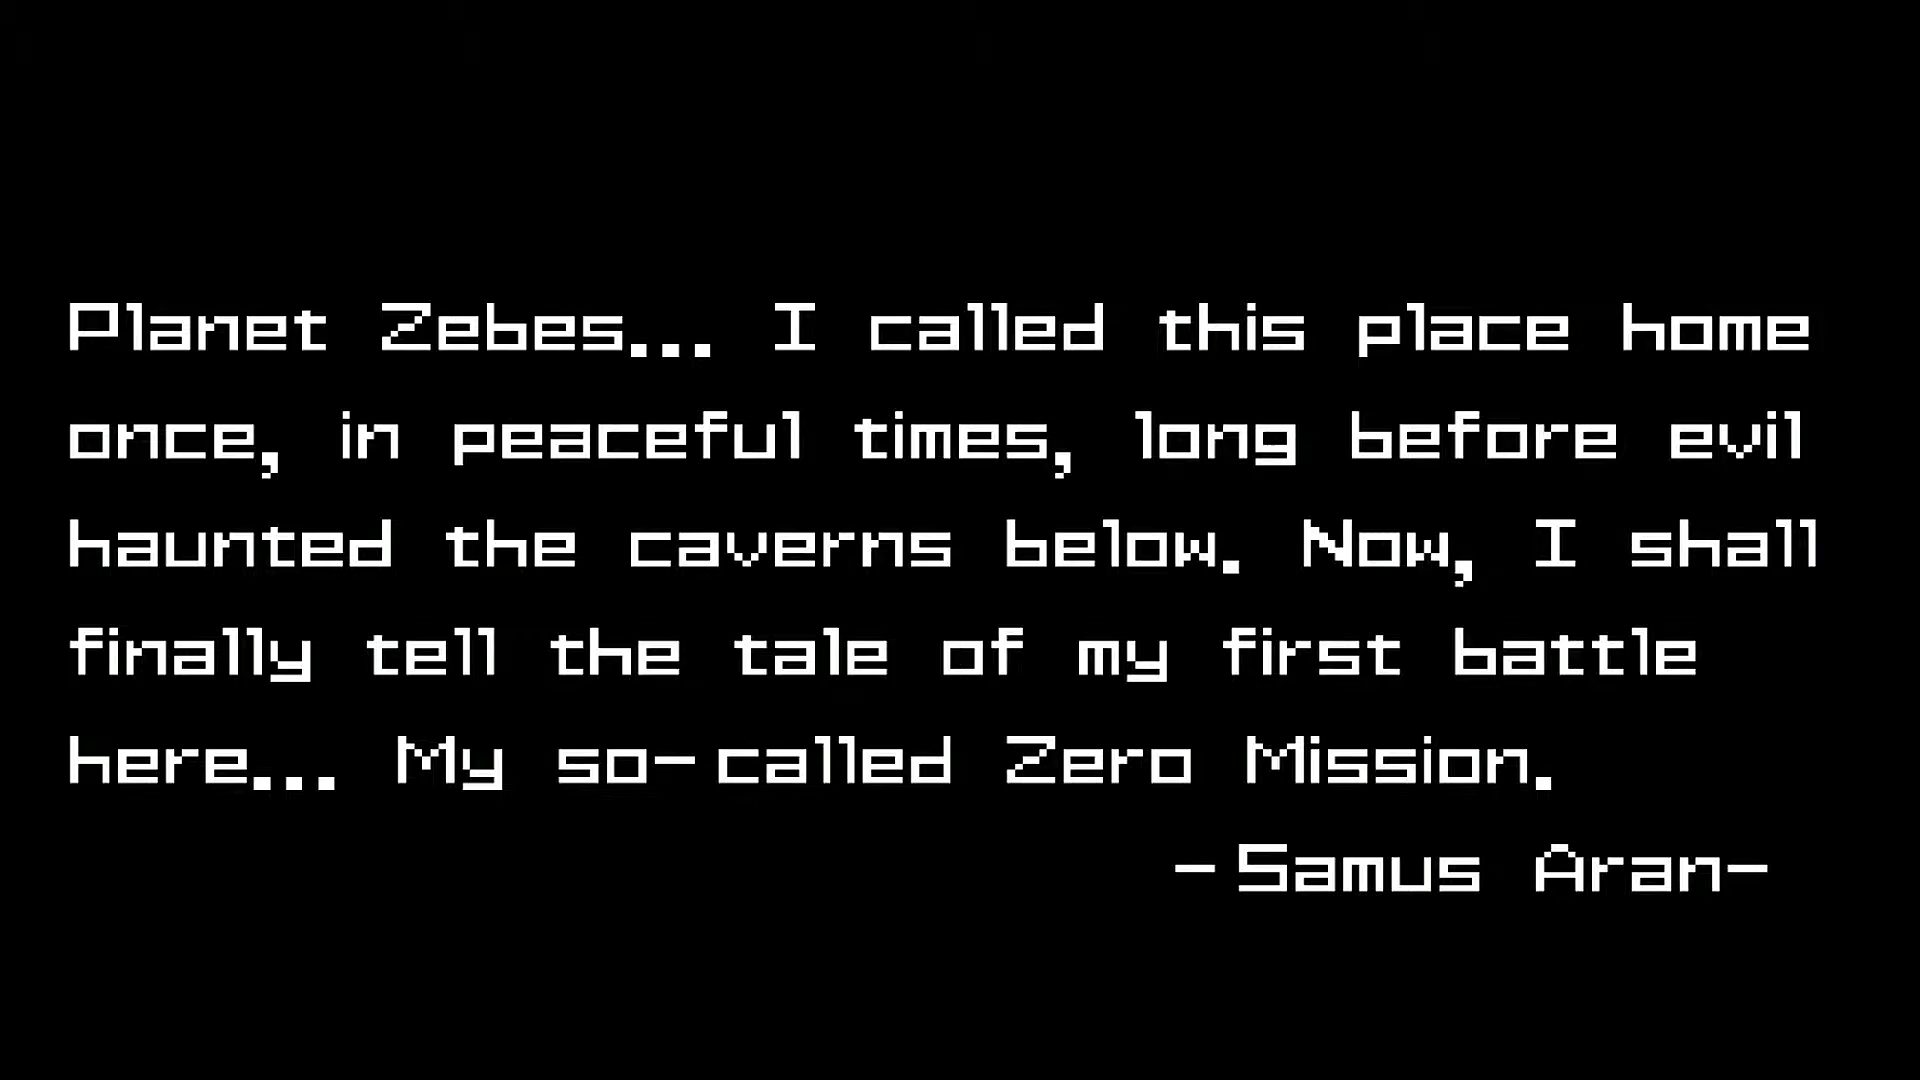 Planet Zebes... I called this place home
once, in peaceful times, long before evil
haunted the caverns below. Now, I shall
finally tell the tale of my first battle
here... My so-called Zero Mission.
-Samus Aran-